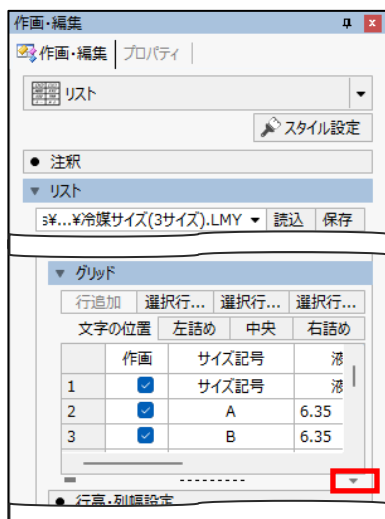 作画・編集
作画・編集 プロパティ
リスト
スタイル設定
● 注釈
リスト
s¥...¥冷媒サイズ(3サイズ).LMY 読込 保存
グリッド
行追加 選択行... 選択行... 選択行...
文字の位置 左詰め 中央 右詰め
作画 サイズ記号 液
1 サイズ記号 液
2 A 6.35
3 B 6.35
● 行高・列幅設定